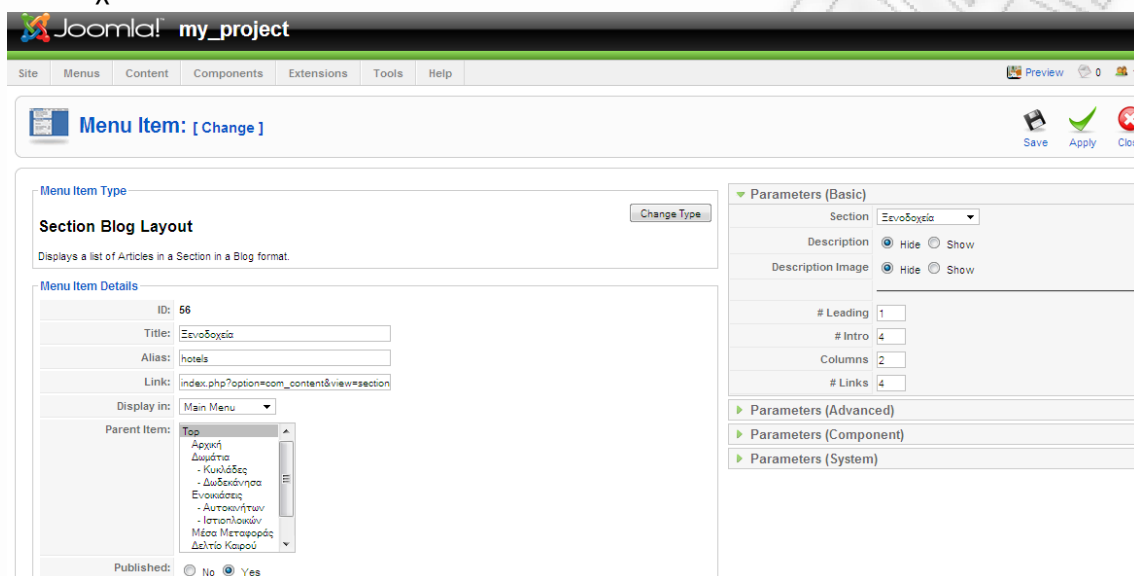 Joomla! my_project
Site Menus Content Components Extensions Tools Help Preview 0
Menu Item: [ Change ]
Save Apply
Menu Item Type
Change Type
Section Blog Layout
Displays a list of Articles in a Section in a Blog format.
Menu Item Details
ID: 56
Title: Ξενοδοχεία
Alias: hotels
Link: index.php?option=com_content&view=section
Display in: Main Menu
Parent Item: Top
Αρχική
Δωμάτια
- Κυκλάδες
- Δωδεκάνησα
Ενοικιάσεις
- Αυτοκινήτων
- Ιστιοπλοικών
Μέσα Μεταφοράς
Δελτίο Καιρού
Published: No Yes
Parameters (Basic)
Section Ξενοδοχεία
Description Hide Show
Description Image Hide Show
# Leading 1
# Intro 4
Columns 2
# Links 4
Parameters (Advanced)
Parameters (Component)
Parameters (System)